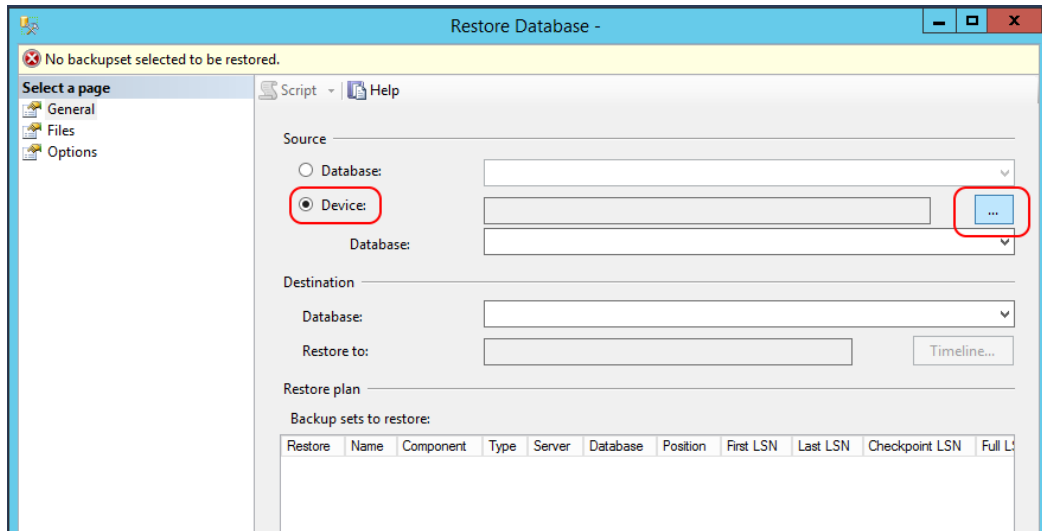 Restore Database -
No backupset selected to be restored.
Select a page
General
Files
Options
Script
Help
Source
Database:
Device:
...
Database:
Destination
Database:
Restore to:
Timeline...
Restore plan
Backup sets to restore:
Restore Name Component Type Server Database Position First LSN Last LSN Checkpoint LSN Full